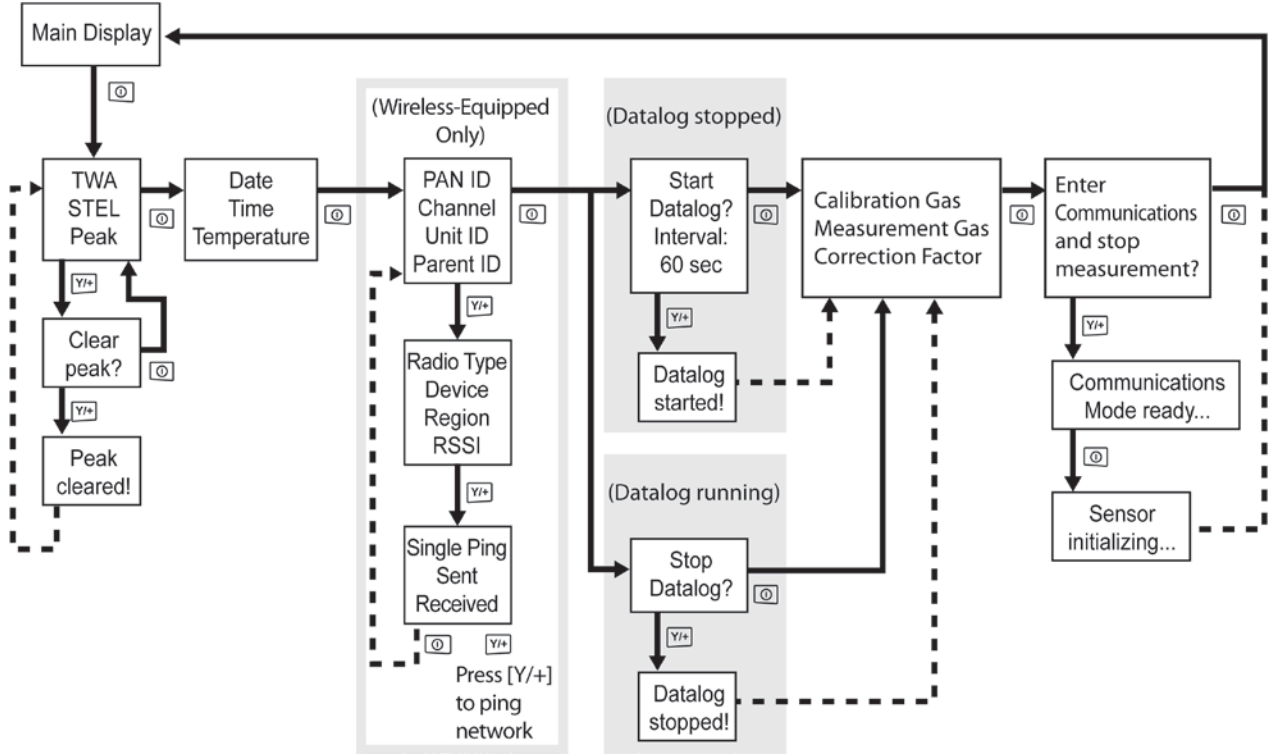 Main Display
TWA
STEL
Peak
Y/+
Clear
peak?
Y/+
Peak
cleared!
Date
Time
Temperature
(Wireless-Equipped
Only)
PAN ID
Channel
Unit ID
Parent ID
Y/+
Radio Type
Device
Region
RSSI
Y/+
Single Ping
Sent
Received
Y/+
Press [Y/+]
to ping
network
(Datalog stopped)
Start
Datalog?
Interval:
60 sec
Y/+
Datalog
started!
(Datalog running)
Stop
Datalog?
Y/+
Datalog
stopped!
Calibration Gas
Measurement Gas
Correction Factor
Enter
Communications
and stop
measurement?
Y/+
Communications
Mode ready...
Sensor
initializing...